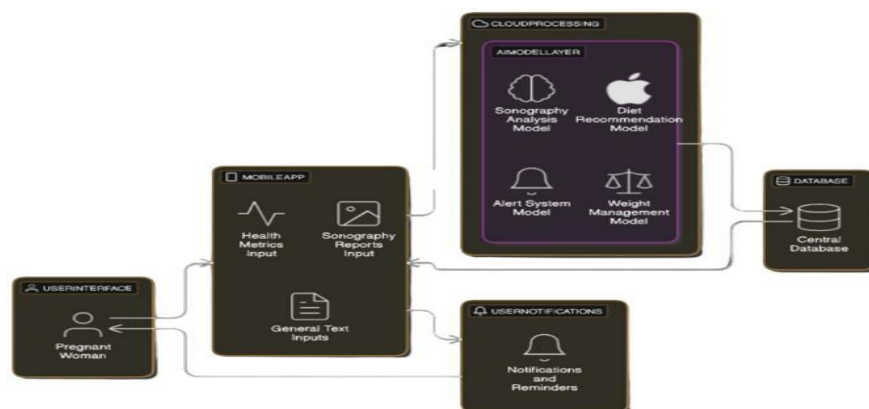 CLOUDPROCESSING
AIMODELLAYER
Sonography
Analysis
Model
Diet
Recommendation
Model
Alert System
Model
Weight
Management
Model
MOBILEAPP
Health
Metrics
Input
Sonography
Reports
Input
General Text
Inputs
DATABASE
Central
Database
USERINTERFACE
Pregnant
Woman
USERNOTIFICATIONS
Notifications
and
Reminders